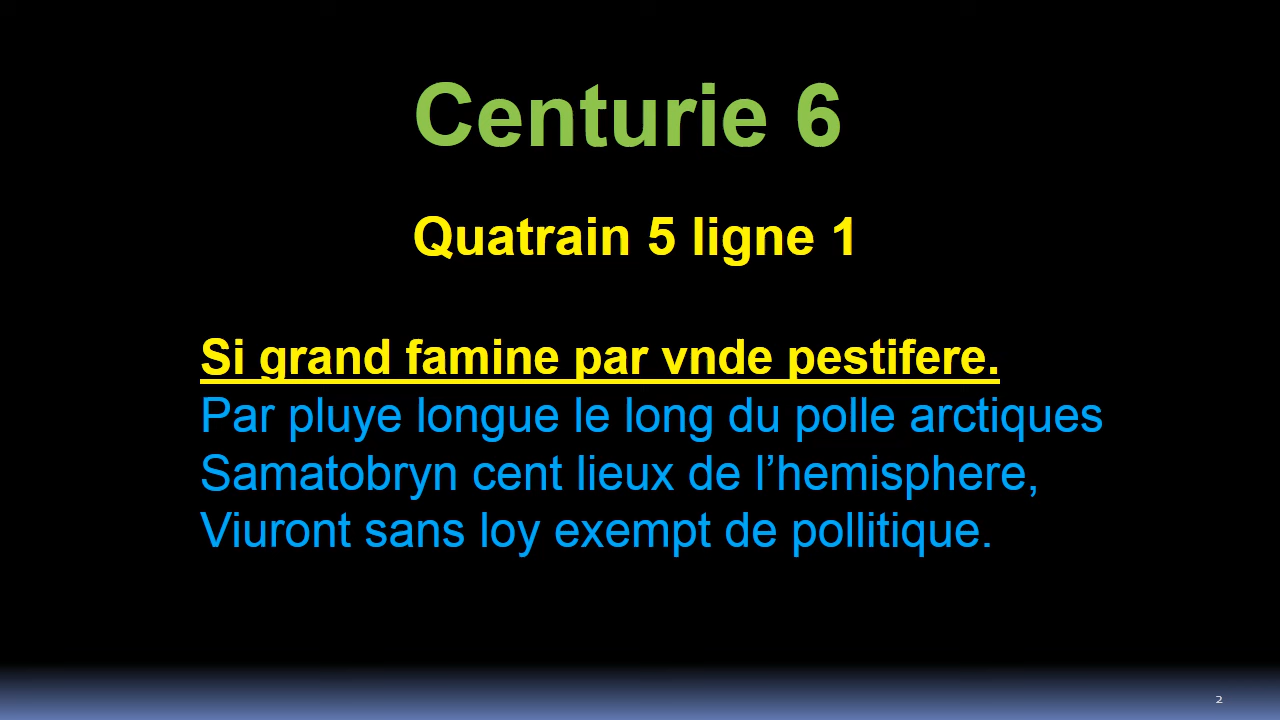 Centurie 6
Quatrain 5 ligne 1
Si grand famine par vnde pestifere.
Par pluye longue le long du polle arctiques
Samatobryn cent lieux de l’hemisphere,
Viuront sans loy exempt de pollitique.
2